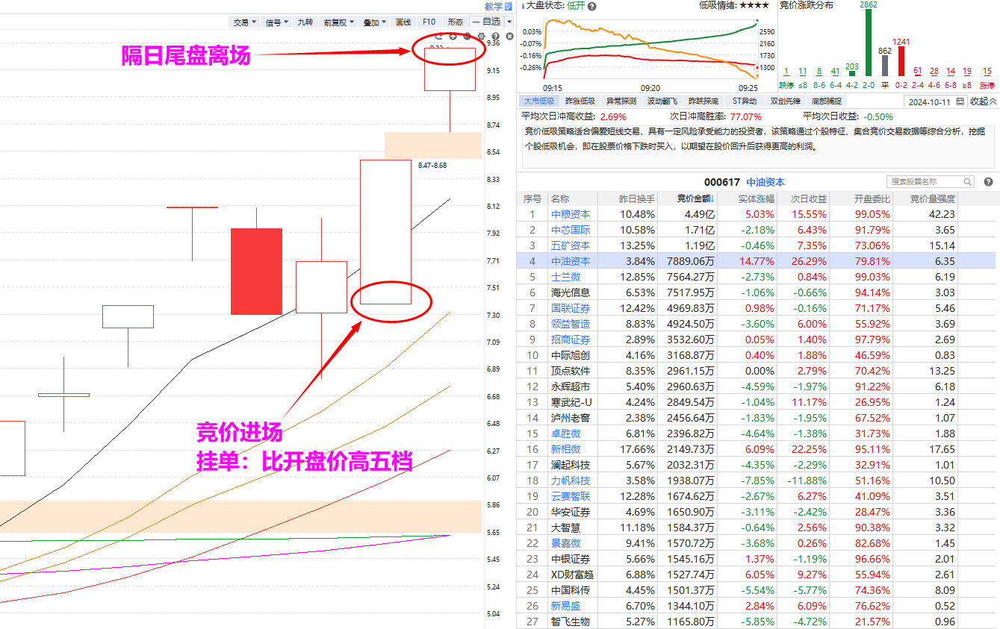 教学
交易 信号 九转 前复权 叠加 画线 F10 形态 自选
隔日尾盘离场
竞价进场
挂单：比开盘价高五档
8.47-8.68
9.36
9.15
8.95
8.74
8.54
8.33
8.12
7.92
7.71
7.51
7.30
7.09
6.89
6.68
6.48
6.27
6.07
5.86
5.65
5.45
5.24
5.04
大盘状态: 低开 低吸情绪: ★★★★
0.03%
-0.07%
-0.16%
-0.26%
2590
2160
1730
1300
09:15 09:20 09:25
竞价涨跌分布
1 11 8 41 203 2862 862 1241 61 28 14 19 15
跌停 ≤8 8-6 6-4 4-2 2-0 平 0-2 2-4 4-6 6-8 ≥8 涨停
大市低吸 昨涨低吸 异常探测 波动翻飞 昨跌探底 ST异动 双创先锋 底部捕捉 2024-10-11 收起
平均次日冲高收益: 2.69% 次日冲高胜率: 77.07% 平均次日收益: -0.50%
竞价低吸策略适合偏爱短线交易、具有一定风险承受能力的投资者，该策略通过个股特征、集合竞价交易数据等综合分析，挖掘
个股低吸机会，即在股票价格下跌时买入，以期望在股价回升后获得更高的利润。
000617 中油资本 搜索股票名称
序号 名称 昨日换手 竞价金额↓ 实体涨幅 次日收益 开盘委比 竞价量强度
1 中粮资本 10.48% 4.49亿 5.03% 15.55% 99.05% 42.23
2 中芯国际 10.58% 1.71亿 -2.18% 6.43% 91.79% 3.65
3 五矿资本 13.25% 1.19亿 -0.46% 7.35% 73.06% 15.14
4 中油资本 3.84% 7889.06万 14.77% 26.29% 79.81% 6.35
5 士兰微 12.85% 7564.27万 -2.73% 0.84% 99.03% 6.19
6 海光信息 6.53% 7517.95万 -1.06% -0.66% 94.14% 3.03
7 国联证券 12.42% 4969.83万 0.98% -0.16% 71.17% 5.46
8 领益智造 8.83% 4924.50万 -3.60% 6.00% 55.92% 3.69
9 招商证券 2.89% 3532.60万 0.05% 1.40% 97.79% 2.69
10 中际旭创 4.16% 3168.87万 0.40% 1.88% 46.59% 0.83
11 顶点软件 8.35% 2961.15万 0.00% 2.79% 70.42% 13.25
12 永辉超市 5.40% 2960.63万 -4.59% -1.97% 91.22% 6.18
13 寒武纪-U 4.24% 2849.54万 -1.04% 11.17% 26.95% 1.24
14 泸州老窖 2.38% 2456.64万 -1.83% -1.95% 67.52% 1.07
15 卓胜微 6.81% 2396.82万 -4.64% -1.38% 31.73% 1.88
16 新相微 17.66% 2149.73万 6.09% 22.25% 95.11% 17.65
17 澜起科技 5.67% 2032.31万 -4.35% -2.29% 32.91% 1.01
18 力帆科技 3.58% 1938.07万 -7.85% -11.88% 51.16% 10.50
19 云赛智联 12.28% 1674.62万 -2.67% 6.27% 41.09% 3.51
20 华安证券 4.69% 1650.90万 -3.11% -2.42% 28.47% 3.36
21 大智慧 11.18% 1584.37万 -0.64% 2.56% 90.38% 3.32
22 景嘉微 9.41% 1570.72万 -3.68% 0.26% 82.68% 1.45
23 中银证券 5.66% 1545.16万 1.37% -1.19% 96.66% 2.01
24 XD财富趋 6.88% 1527.74万 6.05% 9.27% 55.94% 2.61
25 中国科传 4.45% 1501.37万 -5.54% -5.77% 74.36% 8.09
26 新易盛 6.70% 1344.10万 2.84% 6.09% 76.62% 0.52
27 智飞生物 5.27% 1165.80万 -5.85% -4.72% 21.57% 0.96